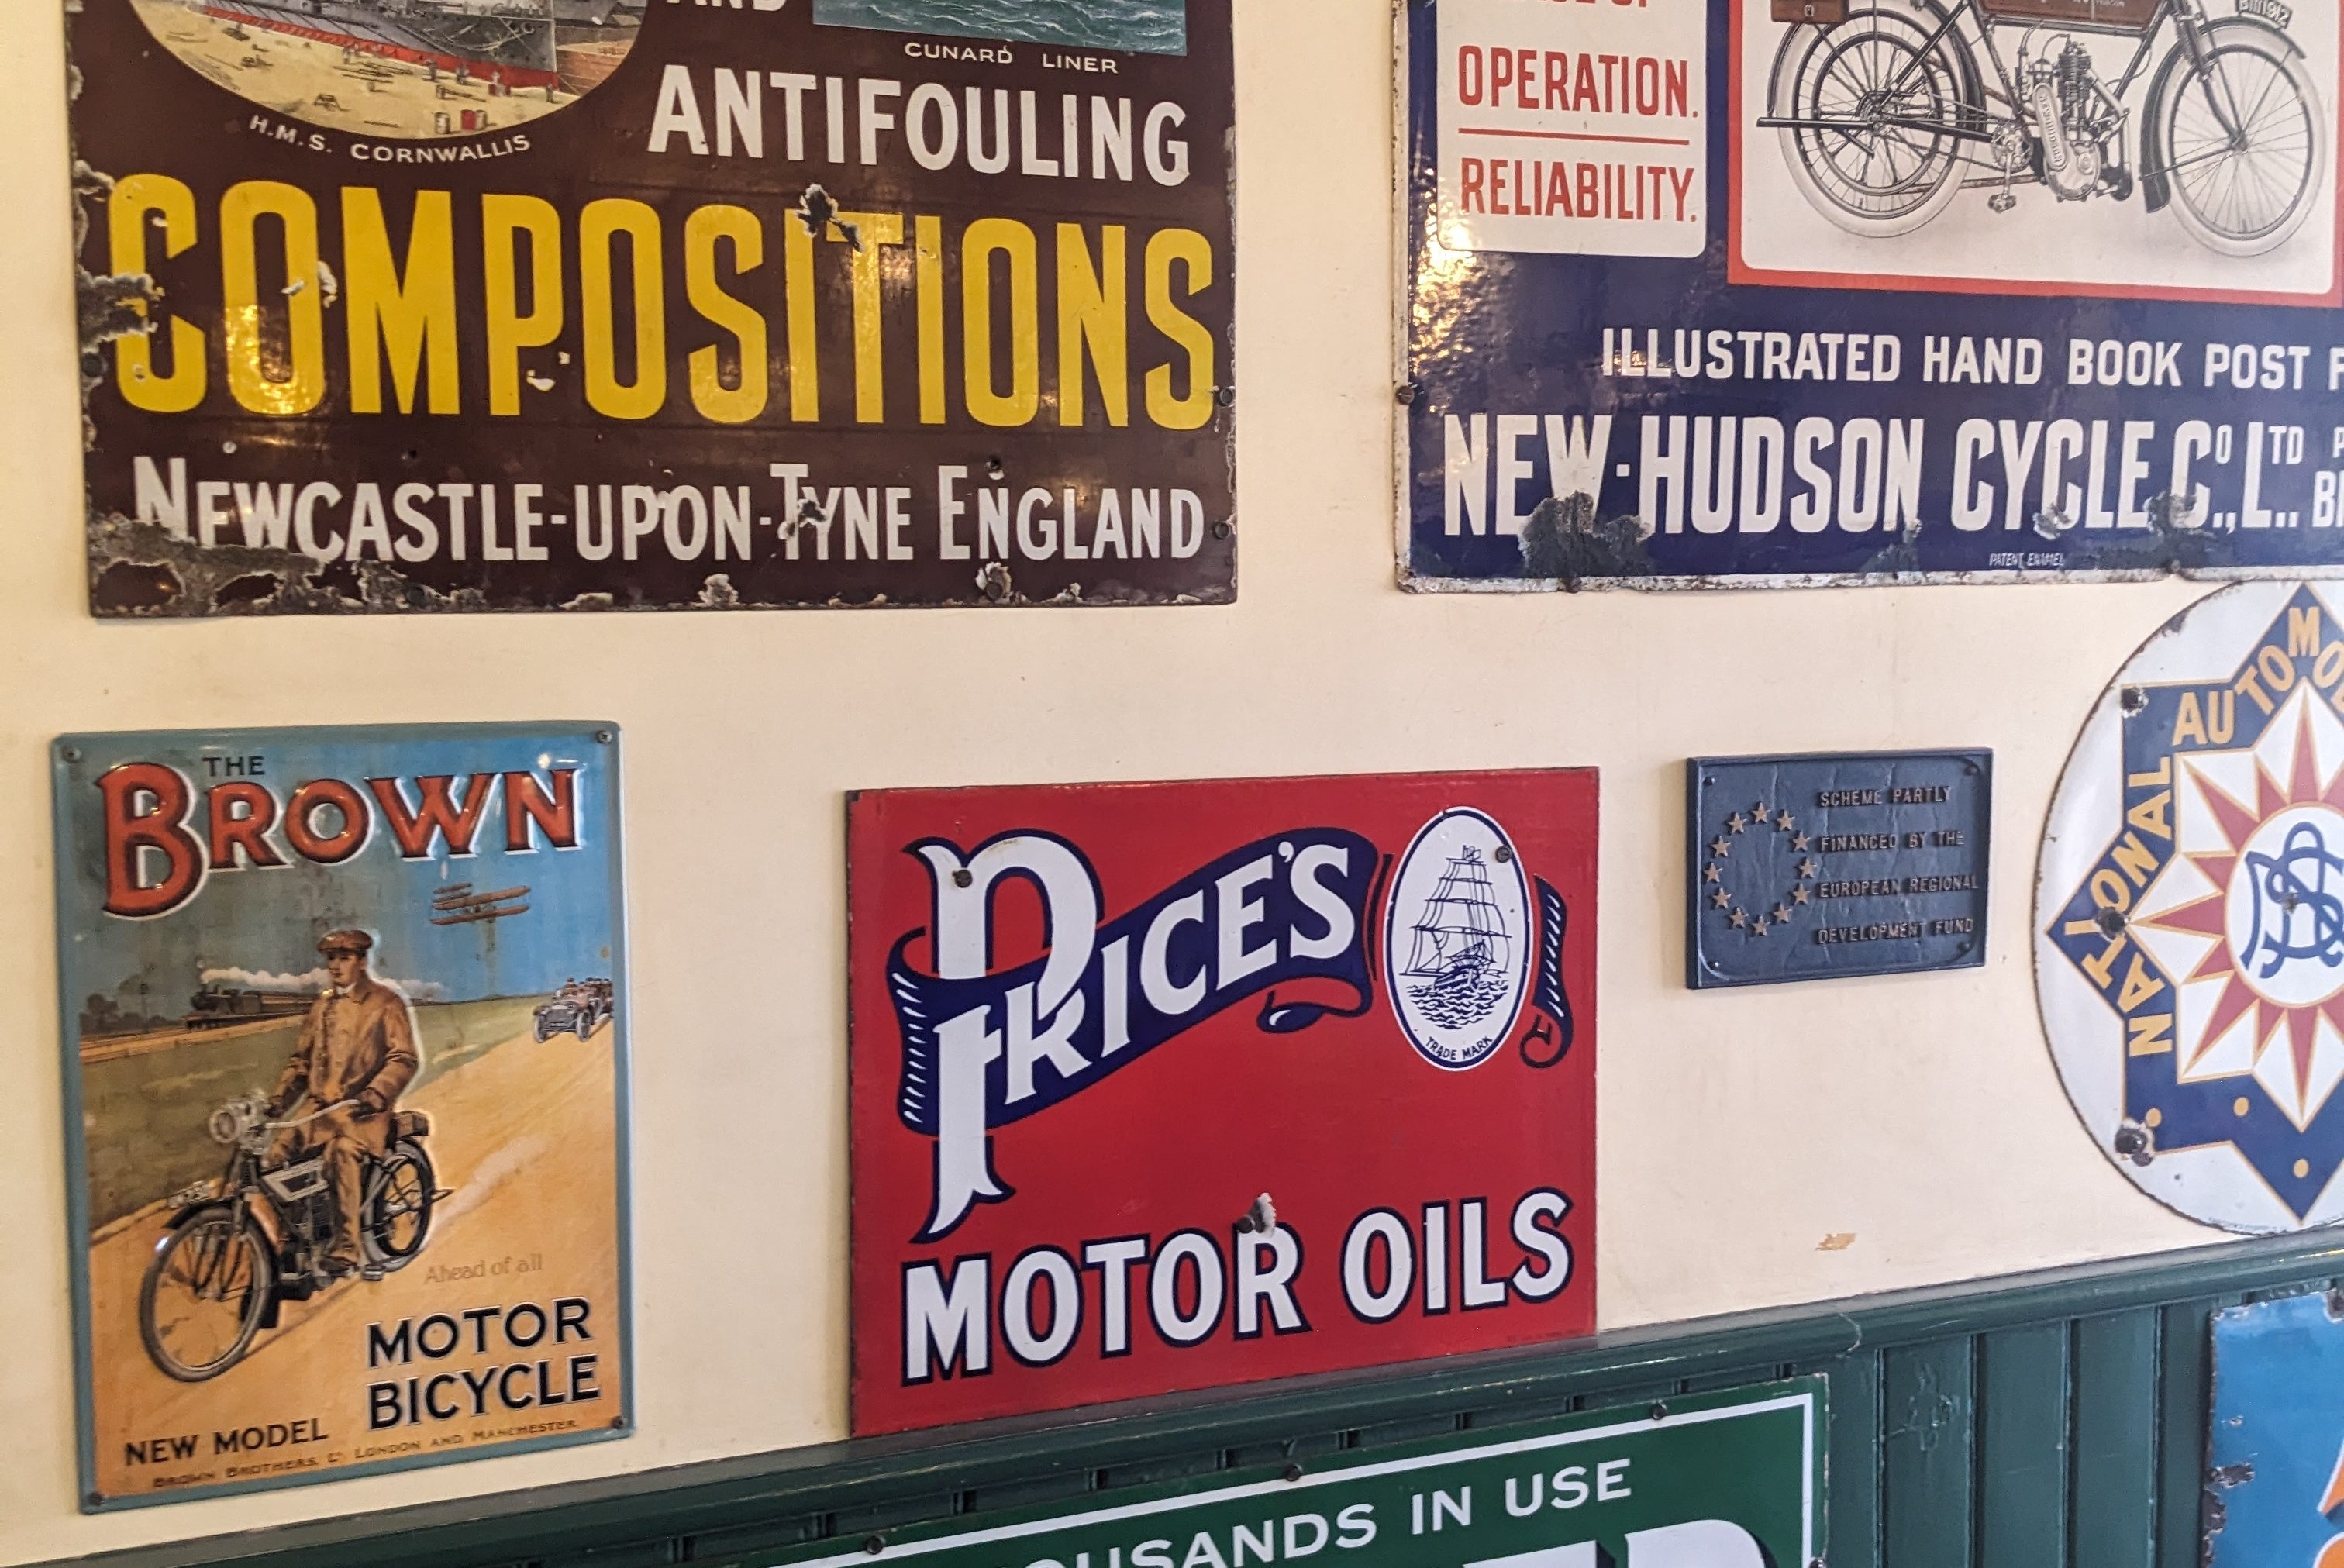 AND
CUNARD LINER
H.M.S. CORNWALLIS
ANTIFOULING
COMPOSITIONS
NEWCASTLE-UPON-TYNE ENGLAND
OPERATION.
RELIABILITY.
ILLUSTRATED HAND BOOK POST
NEW-HUDSON CYCLE Co., LTD..
PATENT ENAMEL
THE
BROWN
Ahead of all
MOTOR
BICYCLE
NEW MODEL
BROWN BROTHERS, LD LONDON AND MANCHESTER.
PRICE'S
TRADE MARK
MOTOR OILS
SCHEME PARTLY
FINANCED BY THE
EUROPEAN REGIONAL
DEVELOPMENT FUND
NATIONAL
IN USE